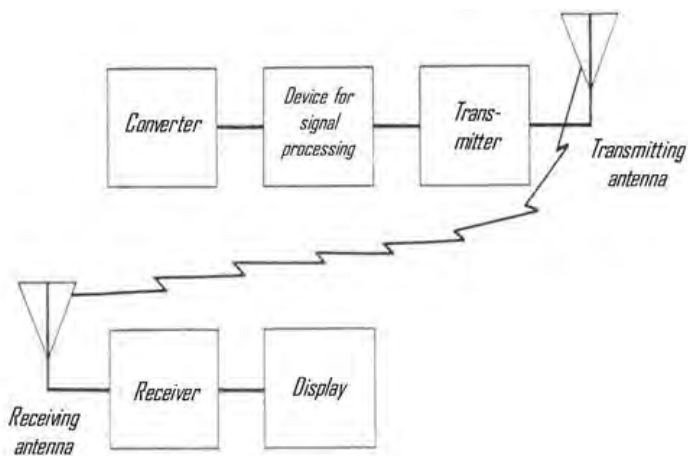 Converter
Device for
signal
processing
Trans-
mitter
Transmitting
antenna
Receiving
antenna
Receiver
Display